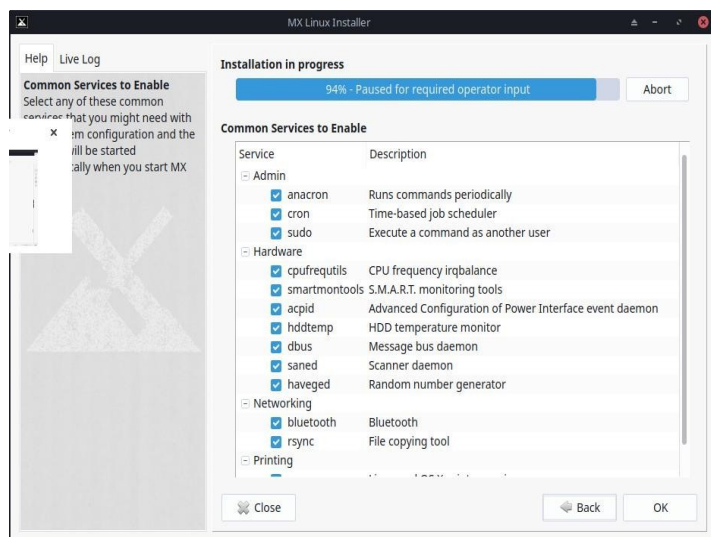 MX Linux Installer
Help Live Log
Common Services to Enable
Select any of these common
services that you might need with
em configuration and the
ill be started
cally when you start MX
x
Installation in progress
94% - Paused for required operator input
Abort
Common Services to Enable
Service Description
Admin
anacron Runs commands periodically
cron Time-based job scheduler
sudo Execute a command as another user
Hardware
cpufrequtils CPU frequency irqbalance
smartmontools S.M.A.R.T. monitoring tools
acpid Advanced Configuration of Power Interface event daemon
hddtemp HDD temperature monitor
dbus Message bus daemon
saned Scanner daemon
haveged Random number generator
Networking
bluetooth Bluetooth
rsync File copying tool
Printing
Close
Back
OK